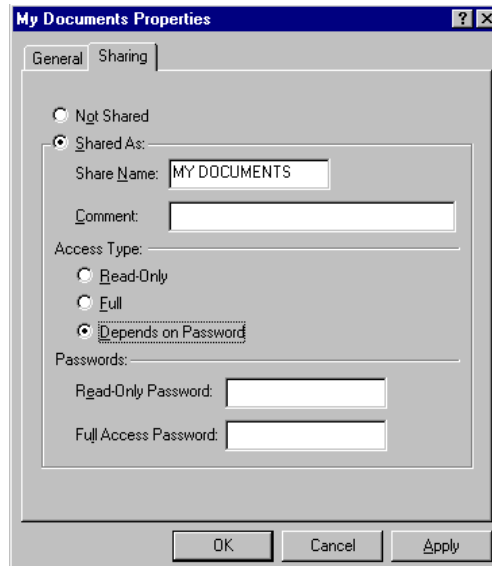 My Documents Properties
General Sharing
Not Shared
Shared As:
Share Name: MY DOCUMENTS
Comment:
Access Type:
Read-Only
Full
Depends on Password
Passwords:
Read-Only Password:
Full Access Password:
OK Cancel Apply